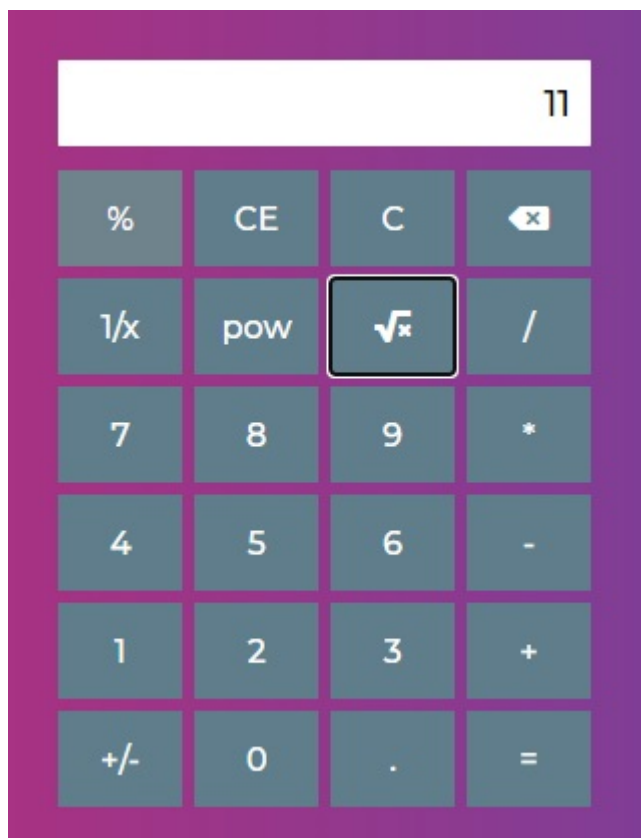 11
% CE C
1/x pow √x /
7 8 9 *
4 5 6 -
1 2 3 +
+/- 0 . =